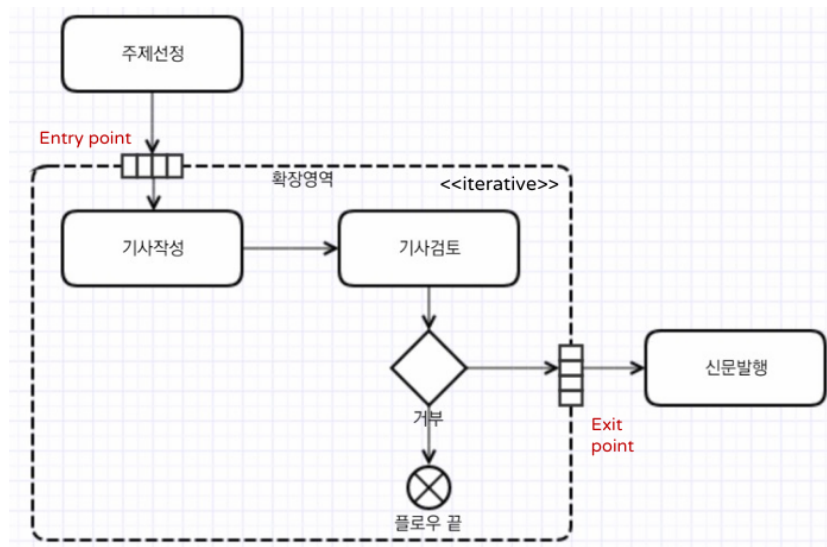 주제선정
Entry point
확장영역
<<iterative>>
기사작성
기사검토
신문발행
거부
Exit
point
플로우 끝